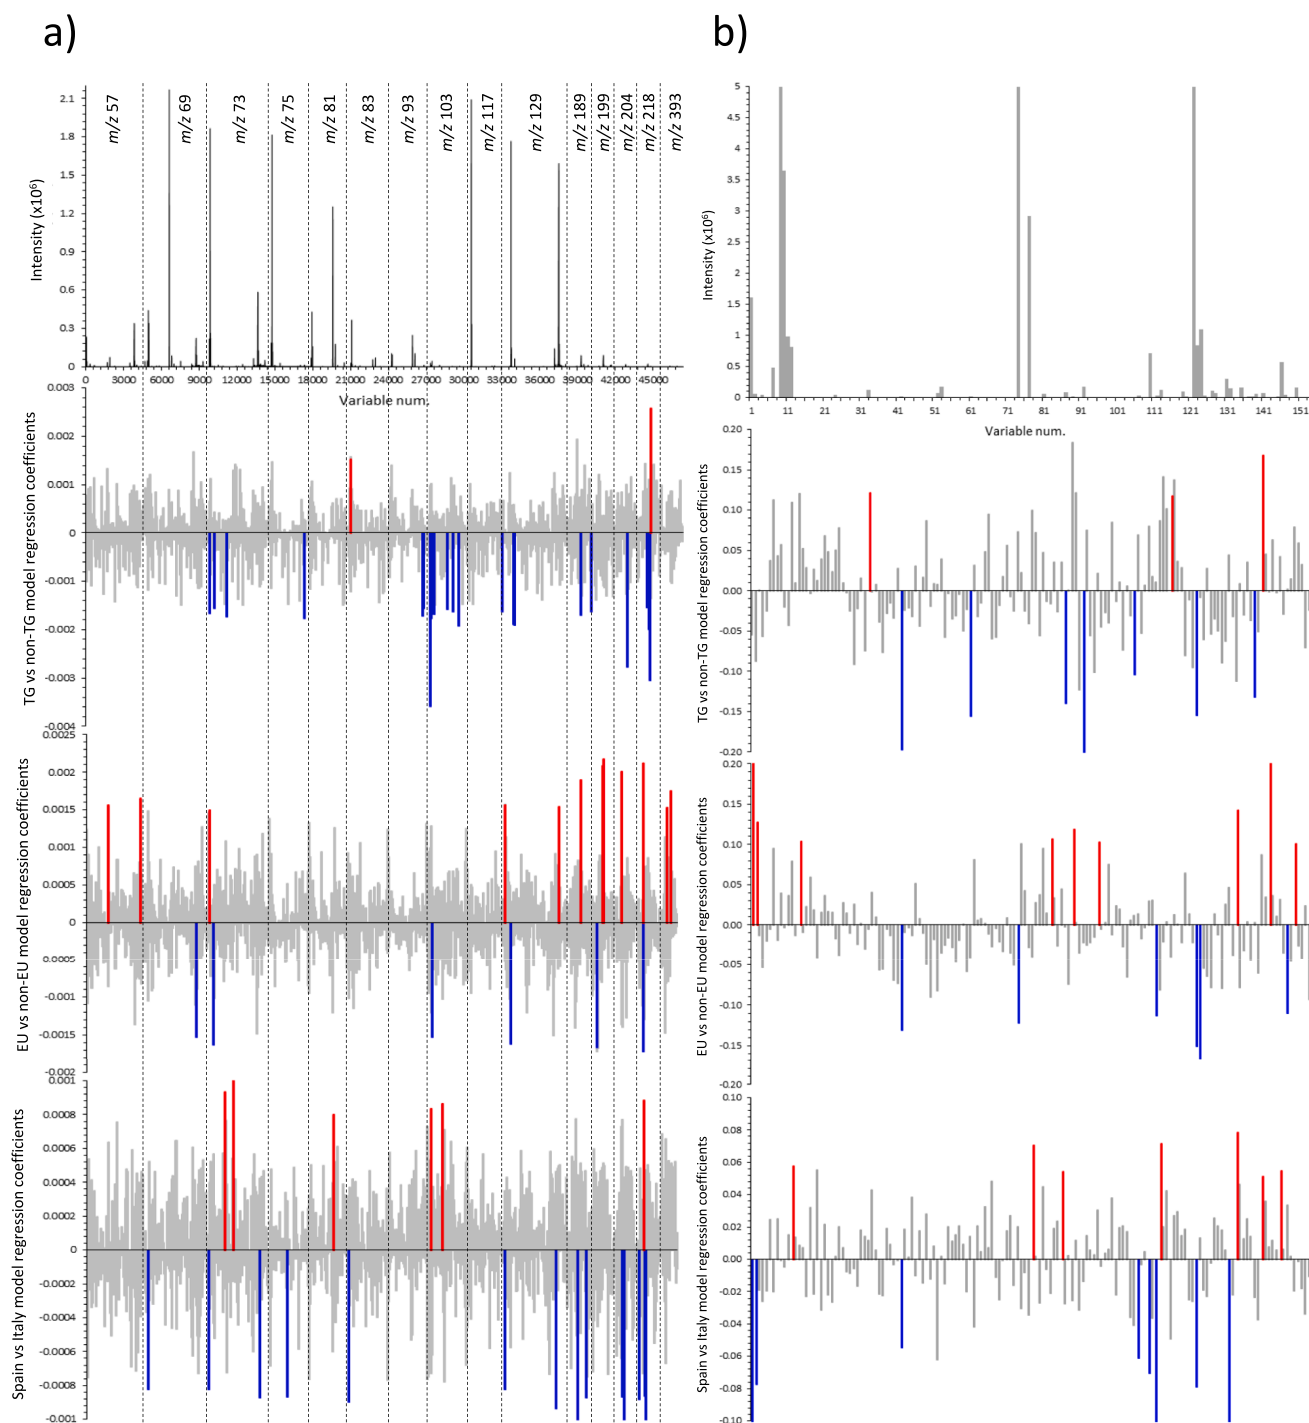 a)
b)
m/z 57
m/z 69
m/z 73
m/z 75
m/z 81
m/z 83
m/z 93
m/z 103
m/z 117
m/z 129
m/z 189
m/z 199
m/z 204
m/z 218
m/z 393
Intensity (x10⁶)
2.1
1.8
1.5
1.2
0.9
0.6
0.3
0
0 3000 6000 9000 12000 15000 18000 21000 24000 27000 30000 33000 36000 39000 42000 45000
Variable num.
TG vs non-TG model regression coefficients
0.003
0.002
0.001
0
-0.001
-0.002
-0.003
-0.004
EU vs non-EU model regression coefficients
0.0025
0.002
0.0015
0.001
0.0005
0
-0.0005
-0.001
-0.0015
-0.002
Spain vs Italy model regression coefficients
0.001
0.0008
0.0006
0.0004
0.0002
0
-0.0002
-0.0004
-0.0006
-0.0008
-0.001
Intensity (x10⁶)
5
4.5
4
3.5
3
2.5
2
1.5
1
0.5
0
1 11 21 31 41 51 61 71 81 91 101 111 121 131 141 151
Variable num.
TG vs non-TG model regression coefficients
0.20
0.15
0.10
0.05
0.00
-0.05
-0.10
-0.15
-0.20
EU vs non-EU model regression coefficients
0.20
0.15
0.10
0.05
0.00
-0.05
-0.10
-0.15
-0.20
Spain vs Italy model regression coefficients
0.10
0.08
0.06
0.04
0.02
0.00
-0.02
-0.04
-0.06
-0.08
-0.10